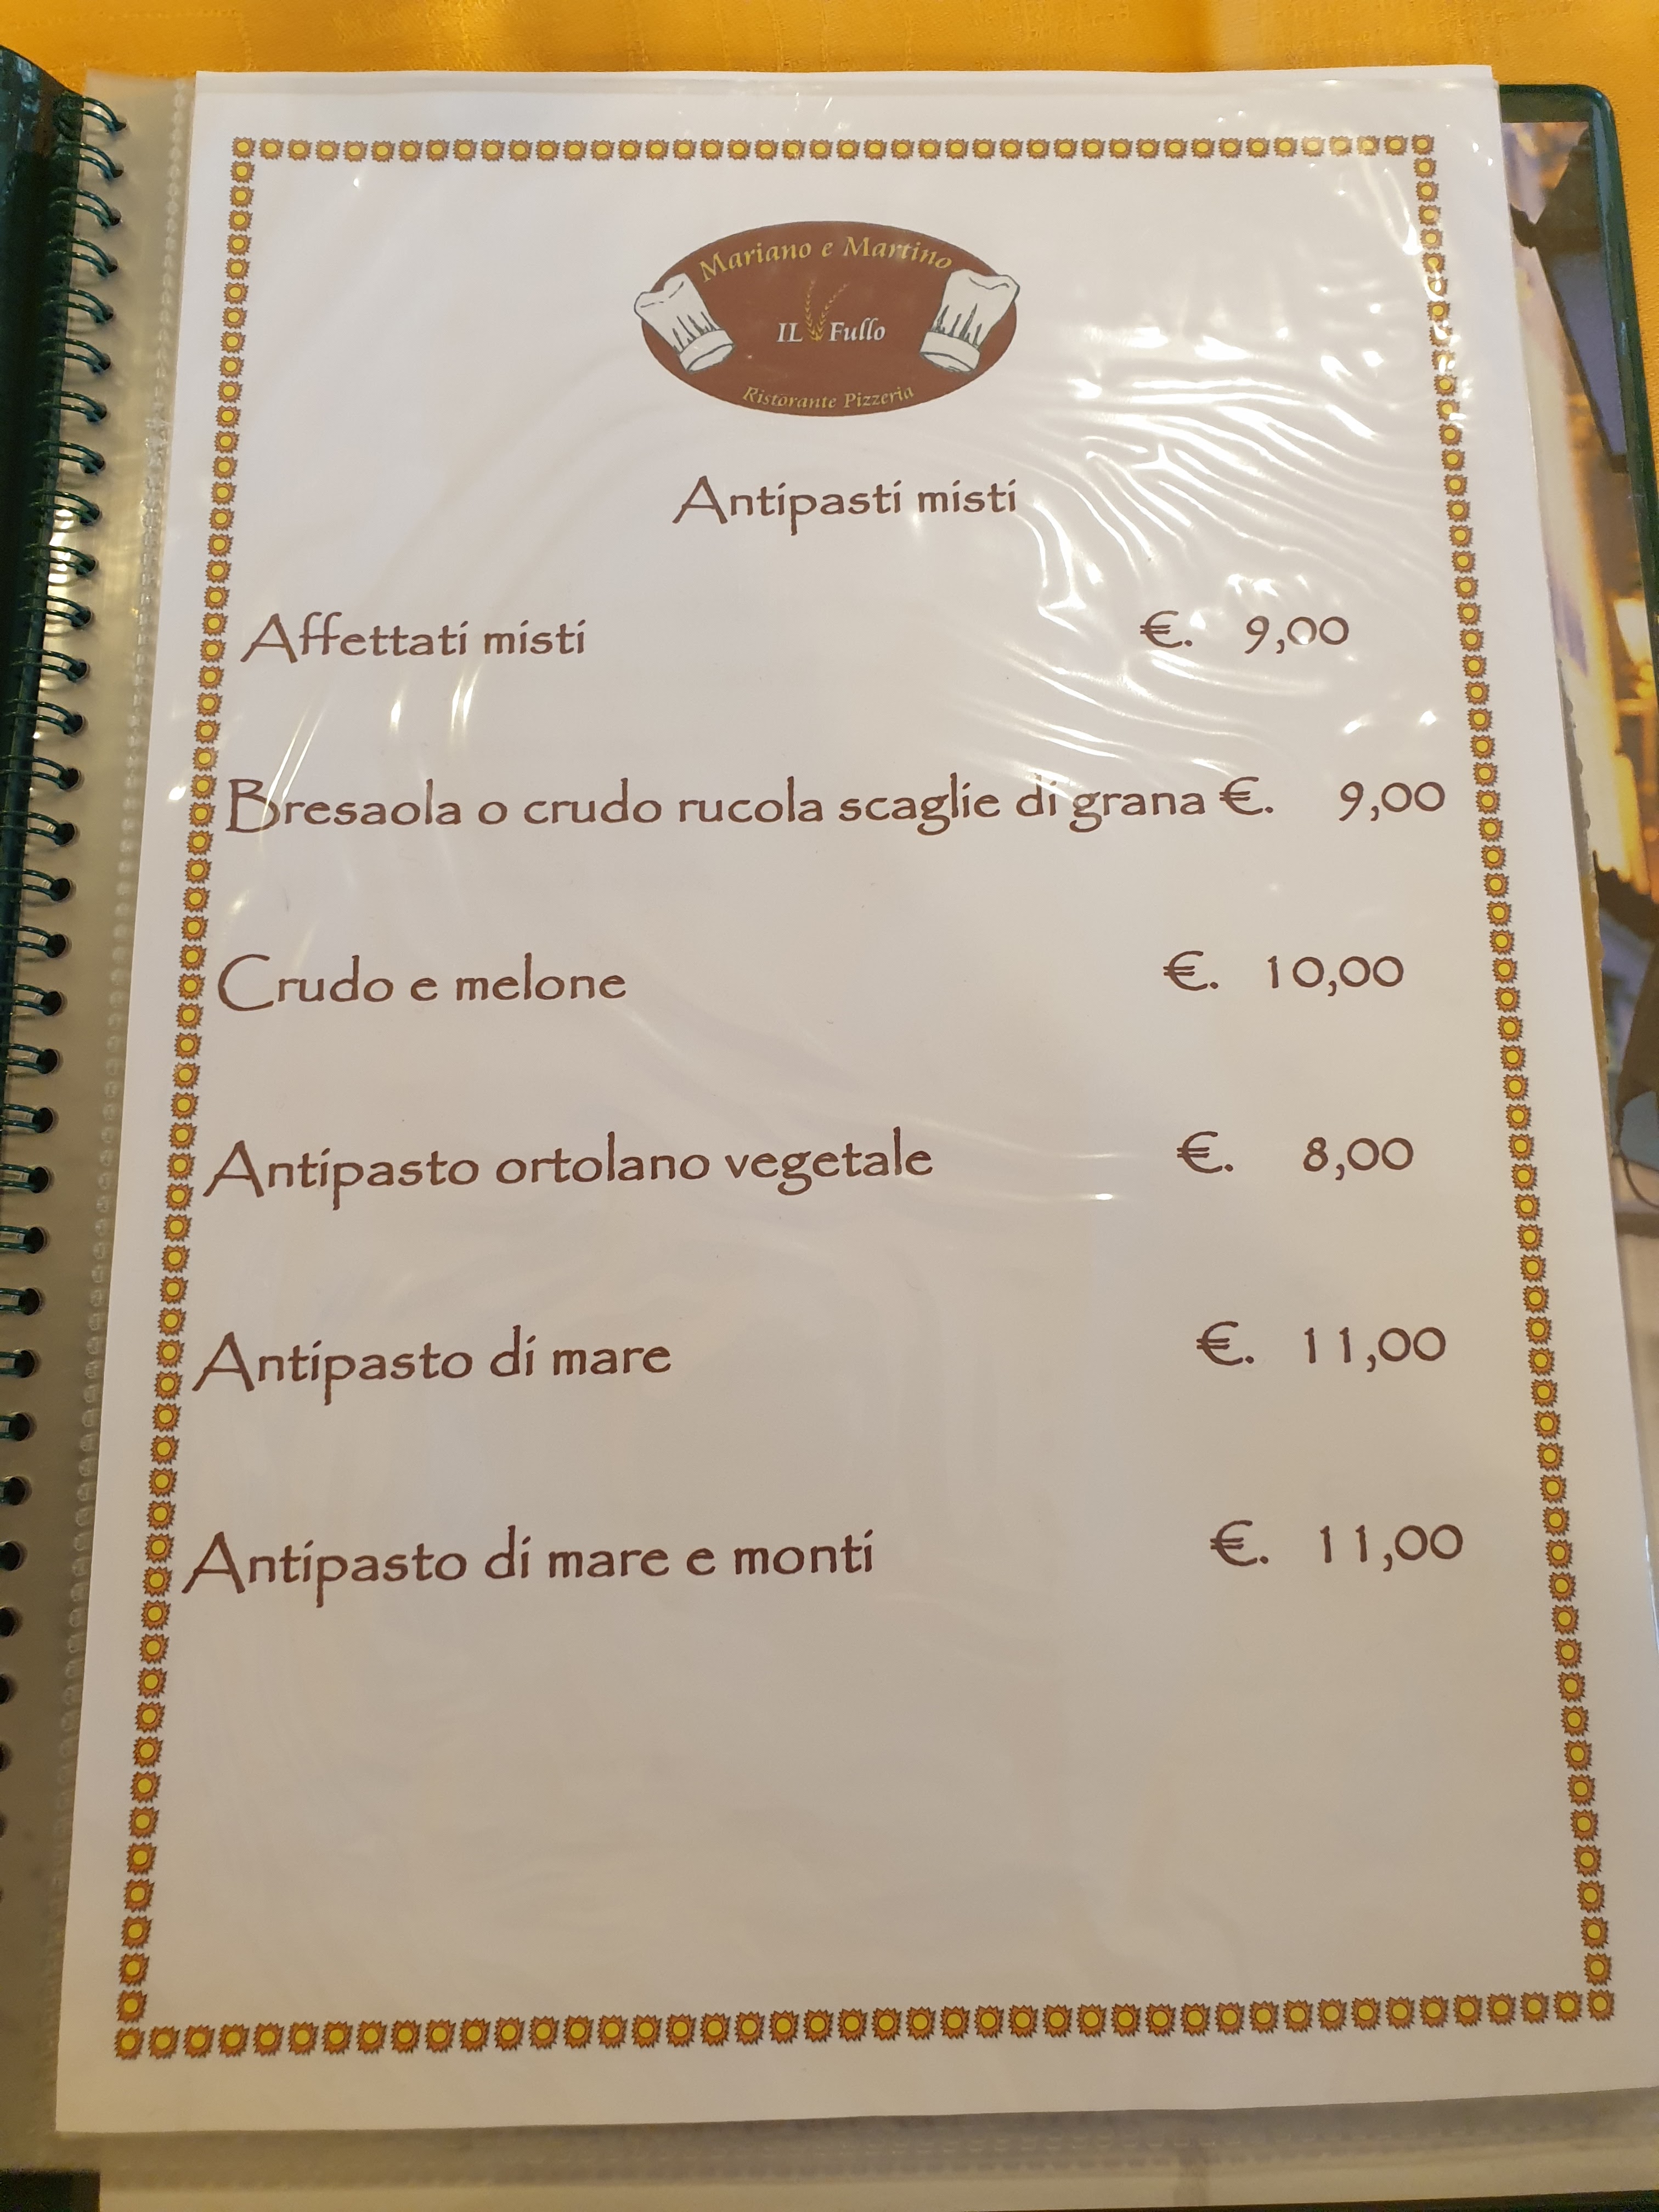 Mariano e Martino
IL Fullo
Ristorante Pizzeria
Antipasti misti
Affettati misti €. 9,00
Bresaola o crudo rucola scaglie di grana €. 9,00
Crudo e melone €. 10,00
Antipasto ortolano vegetale €. 8,00
Antipasto di mare €. 11,00
Antipasto di mare e monti €. 11,00